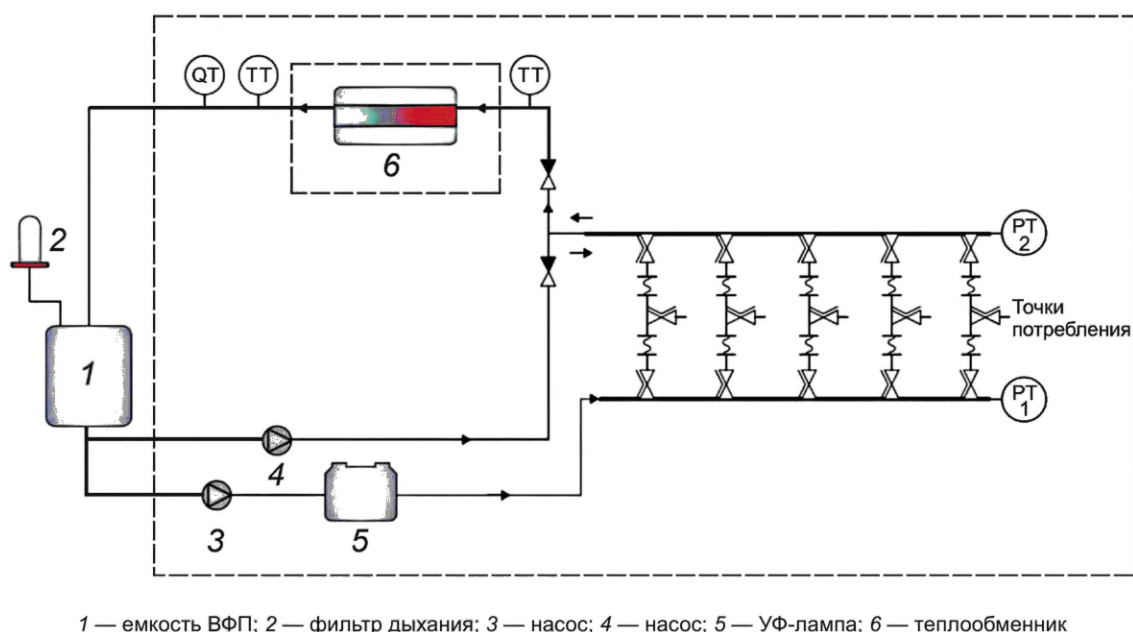 QT
TT
TT
6
2
PT
2
1
Точки
потребления
PT
1
4
3
5
1 — емкость ВФП; 2 — фильтр дыхания; 3 — насос; 4 — насос; 5 — УФ-лампа; 6 — теплообменник